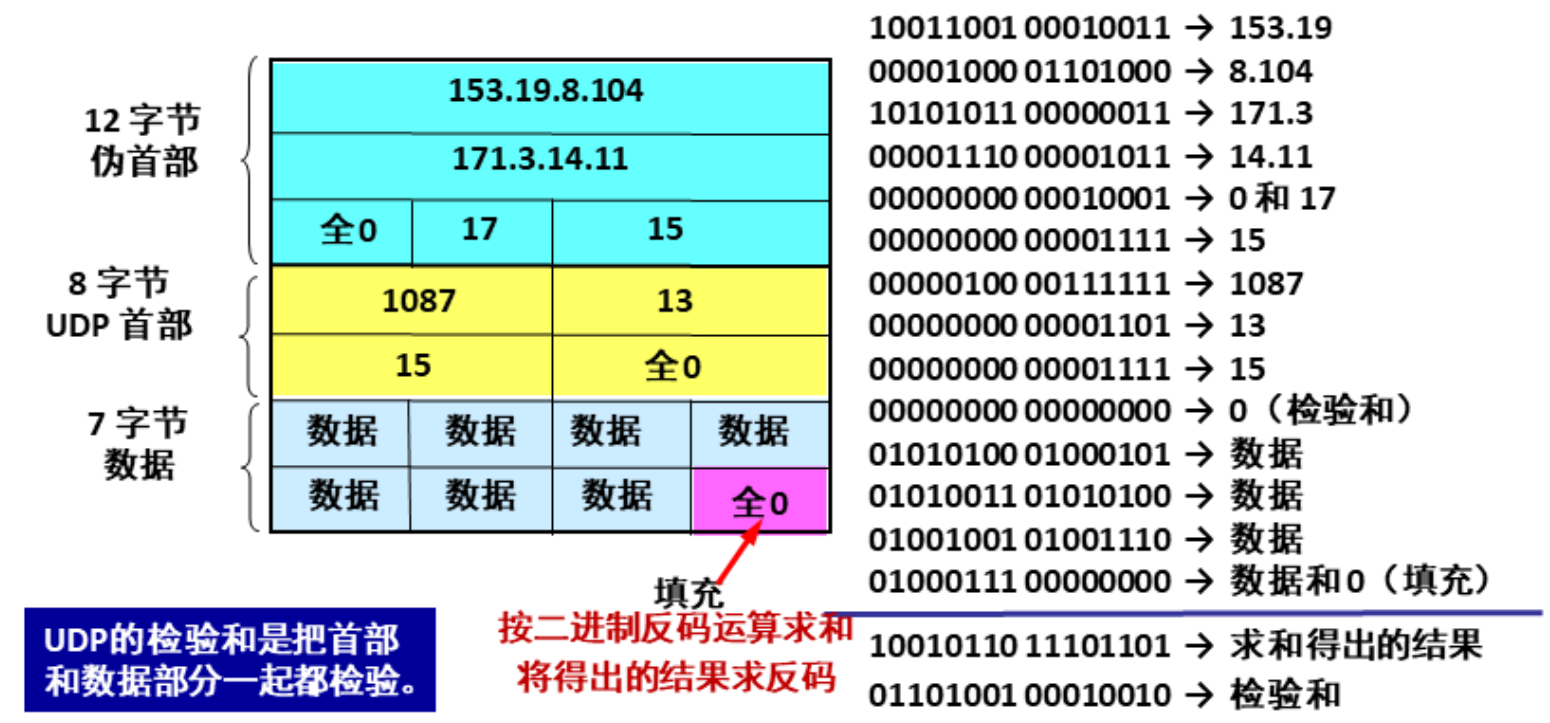 12 字节
伪首部
153.19.8.104
171.3.14.11
全0 17 15
8 字节
UDP 首部
1087 13
15 全0
7 字节
数据
数据 数据 数据 数据
数据 数据 数据 全0
填充
UDP的检验和是把首部
和数据部分一起都检验。
按二进制反码运算求和
将得出的结果求反码
10011001 00010011 → 153.19
00001000 01101000 → 8.104
10101011 00000011 → 171.3
00001110 00001011 → 14.11
00000000 00010001 → 0 和 17
00000000 00001111 → 15
00000100 00111111 → 1087
00000000 00001101 → 13
00000000 00001111 → 15
00000000 00000000 → 0（检验和）
01010100 01000101 → 数据
01010011 01010100 → 数据
01001001 01001110 → 数据
01000111 00000000 → 数据和 0（填充）
10010110 11101101 → 求和得出的结果
01101001 00010010 → 检验和